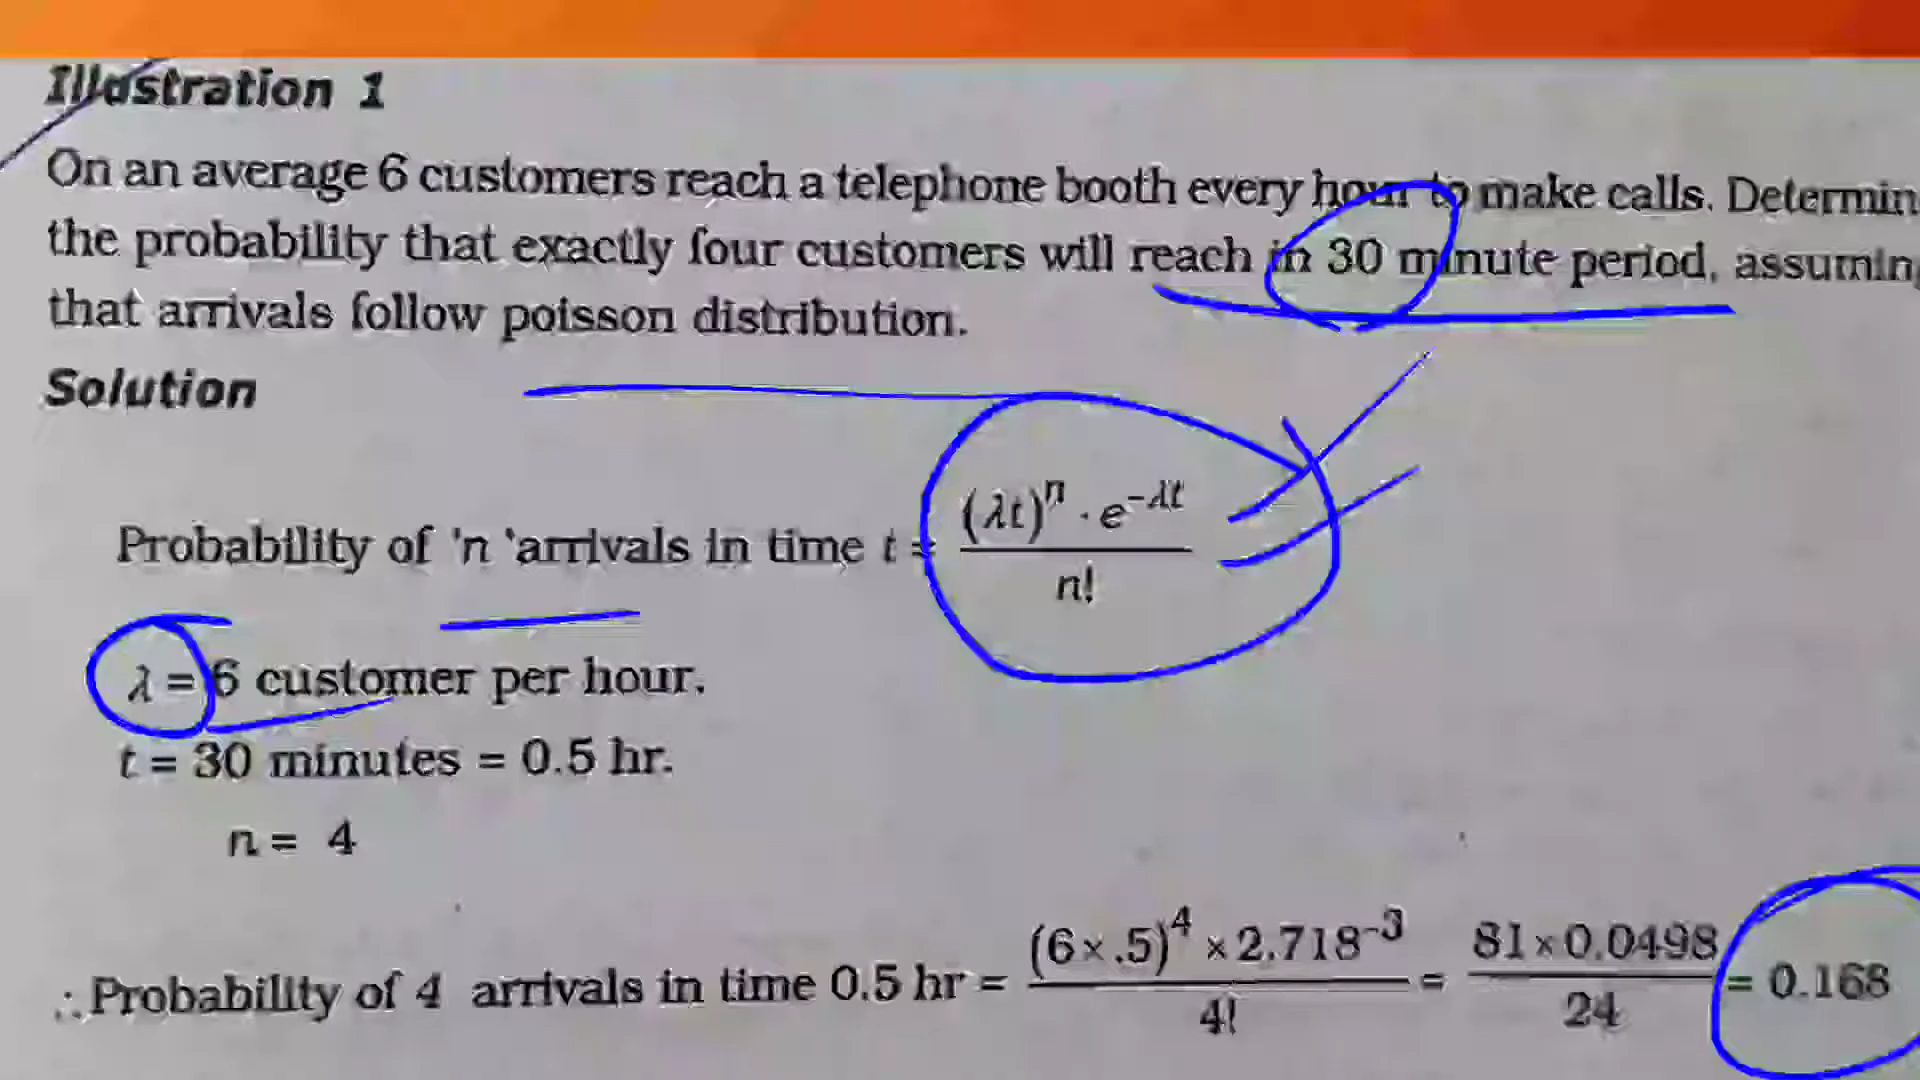 Illustration 1
On an average 6 customers reach a telephone booth every hour to make calls. Determin
the probability that exactly four customers will reach in 30 minute period, assuming
that arrivals follow poisson distribution.
Solution
Probability of 'n 'arrivals in time t = (λt)^n · e^-λt / n!
λ = 6 customer per hour.
t = 30 minutes = 0.5 hr.
n = 4
∴ Probability of 4 arrivals in time 0.5 hr = (6×.5)^4 × 2.718^-3 / 4! = 81×0.0498 / 24 = 0.168